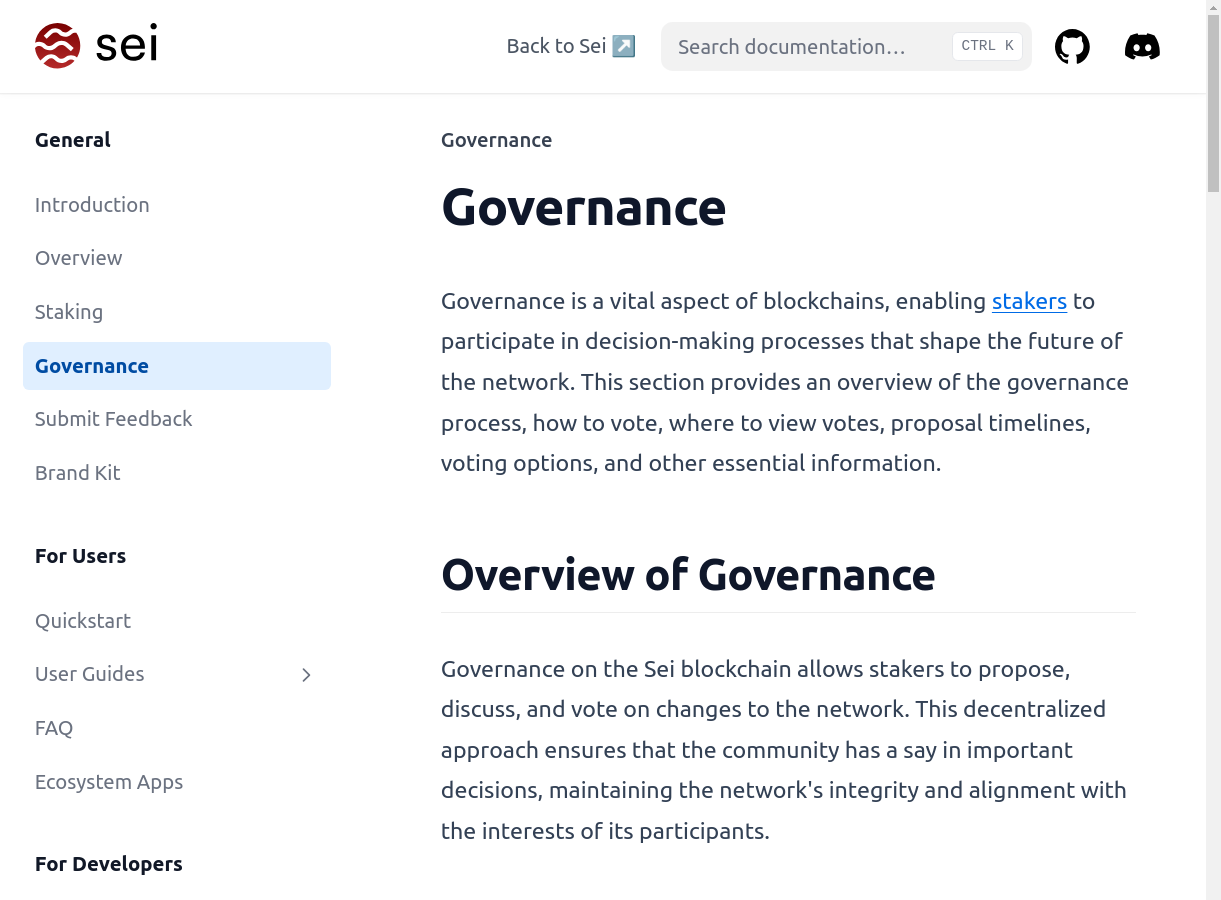 sei
Back to Sei ↗
Search documentation…
CTRL K
General
Introduction
Overview
Staking
Governance
Submit Feedback
Brand Kit
For Users
Quickstart
User Guides
FAQ
Ecosystem Apps
For Developers
Governance
Governance
Governance is a vital aspect of blockchains, enabling stakers to
participate in decision-making processes that shape the future of
the network. This section provides an overview of the governance
process, how to vote, where to view votes, proposal timelines,
voting options, and other essential information.
Overview of Governance
Governance on the Sei blockchain allows stakers to propose,
discuss, and vote on changes to the network. This decentralized
approach ensures that the community has a say in important
decisions, maintaining the network's integrity and alignment with
the interests of its participants.